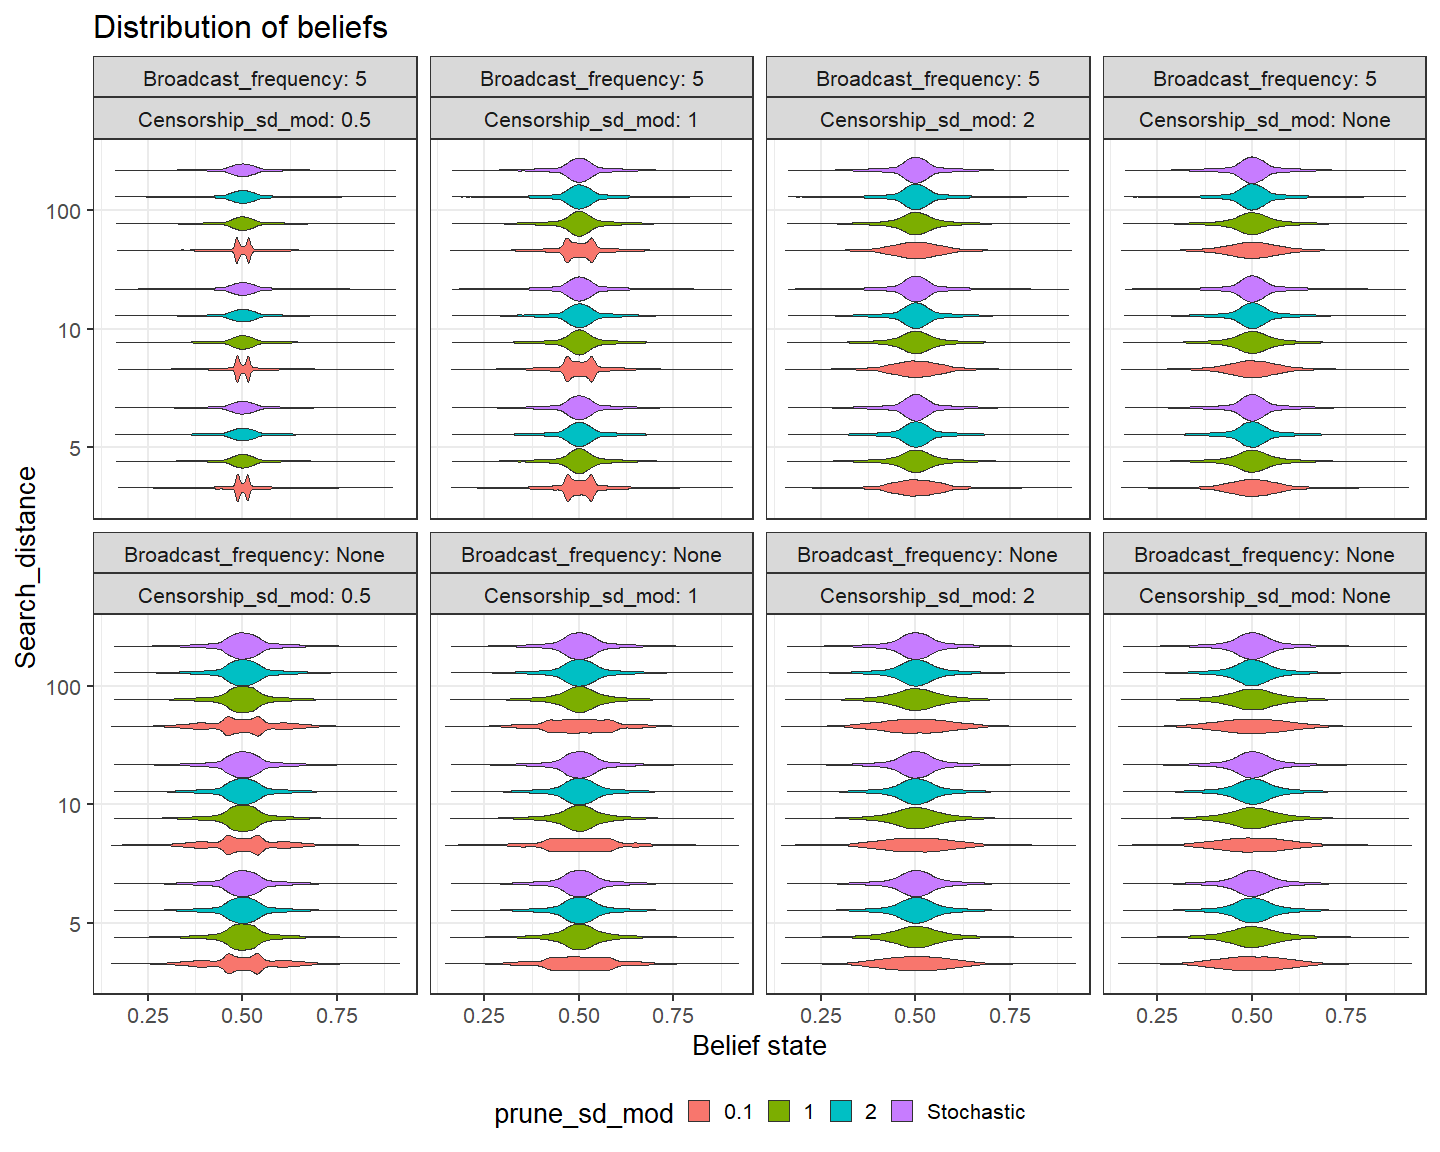 Distribution of beliefs
Broadcast_frequency: 5
Broadcast_frequency: 5
Broadcast_frequency: 5
Broadcast_frequency: 5
Censorship_sd_mod: 0.5
Censorship_sd_mod: 1
Censorship_sd_mod: 2
Censorship_sd_mod: None
100
10
5
Search_distance
Broadcast_frequency: None
Broadcast_frequency: None
Broadcast_frequency: None
Broadcast_frequency: None
Censorship_sd_mod: 0.5
Censorship_sd_mod: 1
Censorship_sd_mod: 2
Censorship_sd_mod: None
100
10
5
0.25 0.50 0.75
0.25 0.50 0.75
0.25 0.50 0.75
0.25 0.50 0.75
Belief state
prune_sd_mod 0.1 1 2 Stochastic